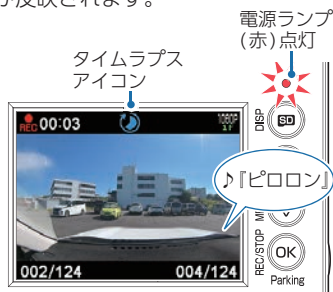 が反映されます。
電源ランプ
(赤)点灯
タイムラプス
アイコン
REC 00:03
1080P
DISP
SD
♪『ピロロン』
M
REC/STOP
OK
Parking
002/124
004/124